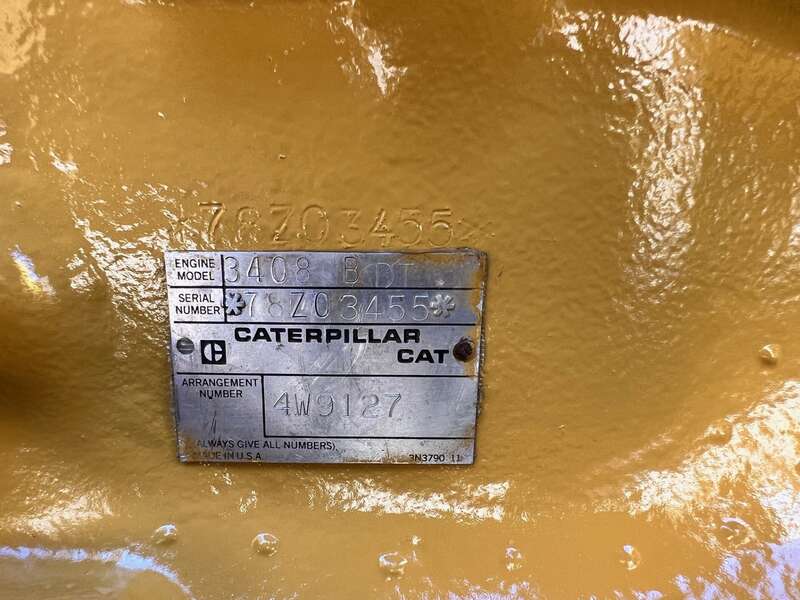 *78Z03455*
ENGINE MODEL 3408 B DT
SERIAL NUMBER *78Z03455*
CATERPILLAR
C CAT
ARRANGEMENT NUMBER 4W9127
(ALWAYS GIVE ALL NUMBERS)
MADE IN U.S.A. 3N3790 11